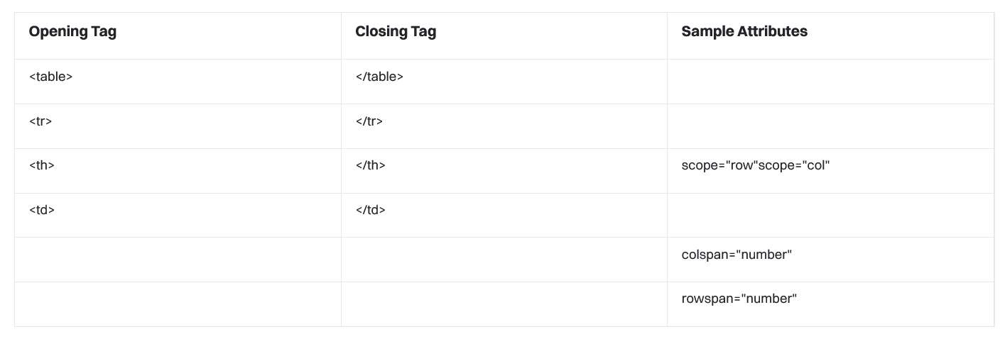 Opening Tag Closing Tag Sample Attributes
<table> </table>
<tr> </tr>
<th> </th> scope="row"scope="col"
<td> </td>
colspan="number"
rowspan="number"